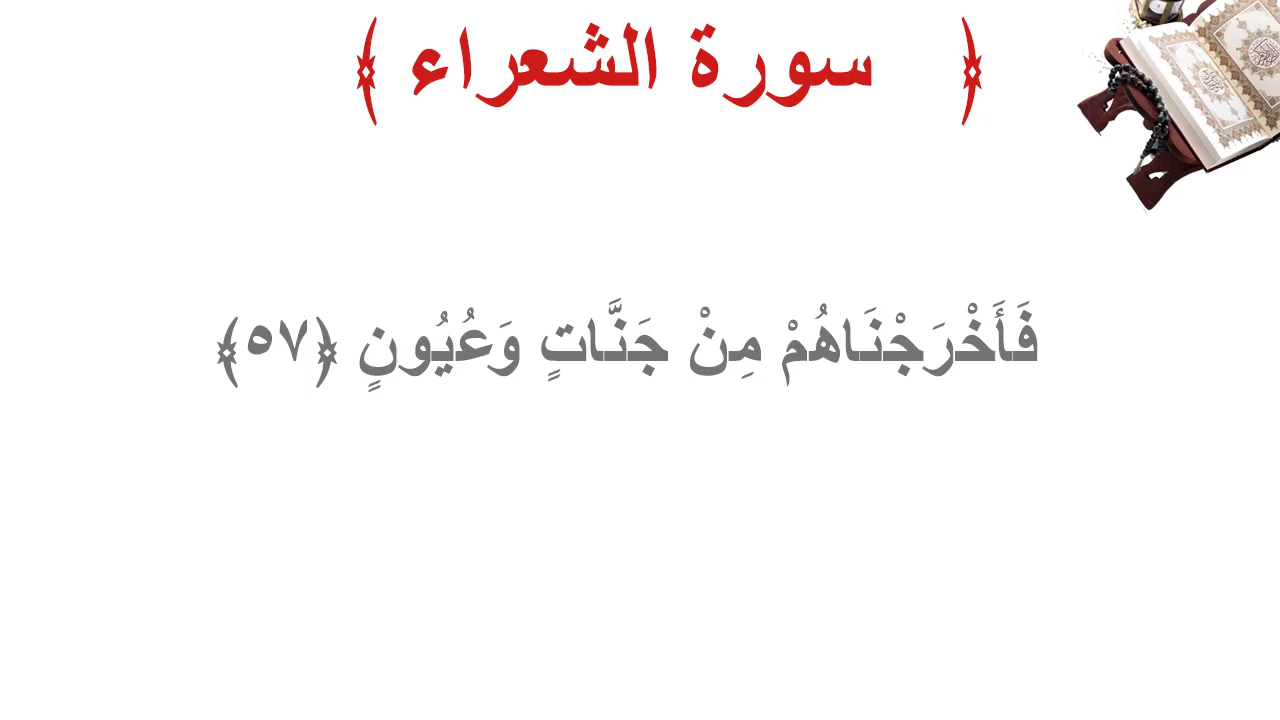 ﴿ سورة الشعراء ﴾
فَأَخْرَجْنَاهُمْ مِنْ جَنَّاتٍ وَعُيُونٍ ﴿٥٧﴾